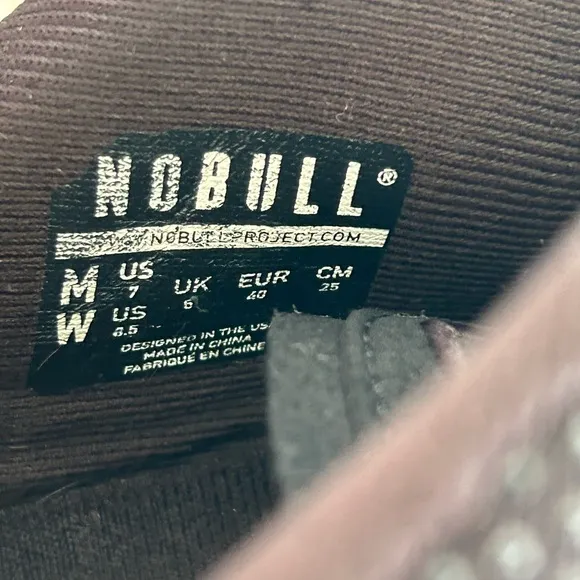 NOBULL®
NOBULLPROJECT.COM
M US 7 UK 6 EUR 40 CM 25
W US 8.5
DESIGNED IN THE USA
MADE IN CHINA
FABRIQUÉ EN CHINE